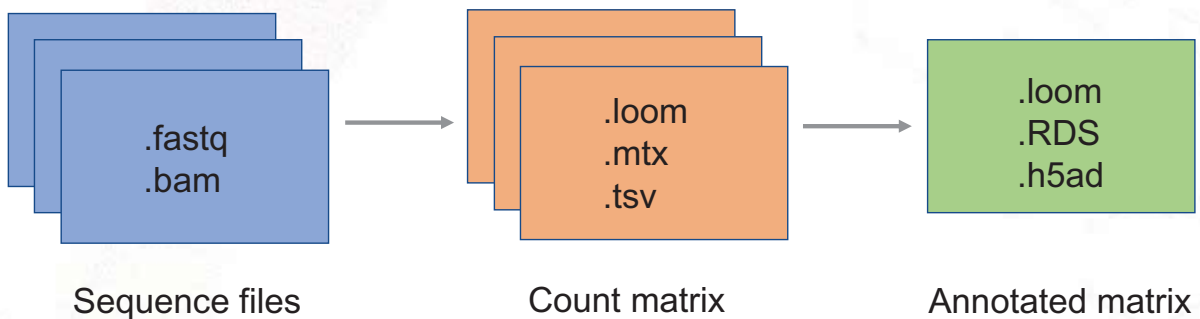 .fastq
.bam
.loom
.mtx
.tsv
.loom
.RDS
.h5ad
Sequence files
Count matrix
Annotated matrix